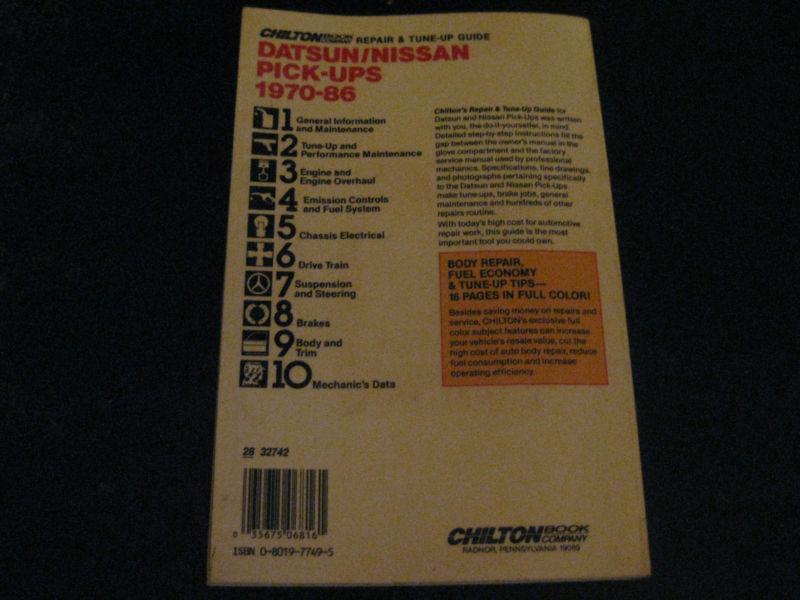 CHILTON BOOK COMPANY REPAIR & TUNE-UP GUIDE
DATSUN/NISSAN
PICK-UPS
1970-86
1 General Information
and Maintenance
2 Tune-Up and
Performance Maintenance
3 Engine and
Engine Overhaul
4 Emission Controls
and Fuel System
5 Chassis Electrical
6 Drive Train
7 Suspension
and Steering
8 Brakes
9 Body and
Trim
10 Mechanic's Data
Chilton's Repair & Tune-Up Guide for
Datsun and Nissan Pick-Ups was written
with you, the do-it-yourselfer, in mind.
Detailed step-by-step instructions fill the
gap between the owner's manual in the
glove compartment and the factory
service manual used by professional
mechanics. Specifications, line drawings,
and photographs pertaining specifically
to the Datsun and Nissan Pick-Ups
make tune-ups, brake jobs, general
maintenance and hundreds of other
repairs routine.
With today's high cost for automotive
repair work, this guide is the most
important tool you could own.
BODY REPAIR,
FUEL ECONOMY
& TUNE-UP TIPS—
16 PAGES IN FULL COLOR!
Besides saving money on repairs and
service, CHILTON's exclusive full
color subject features can increase
your vehicle's resale value, cut the
high cost of auto body repair, reduce
fuel consumption and increase
operating efficiency.
28 32742
0 35675 06816
ISBN 0-8019-7749-5
CHILTON BOOK COMPANY
RADNOR, PENNSYLVANIA 19089